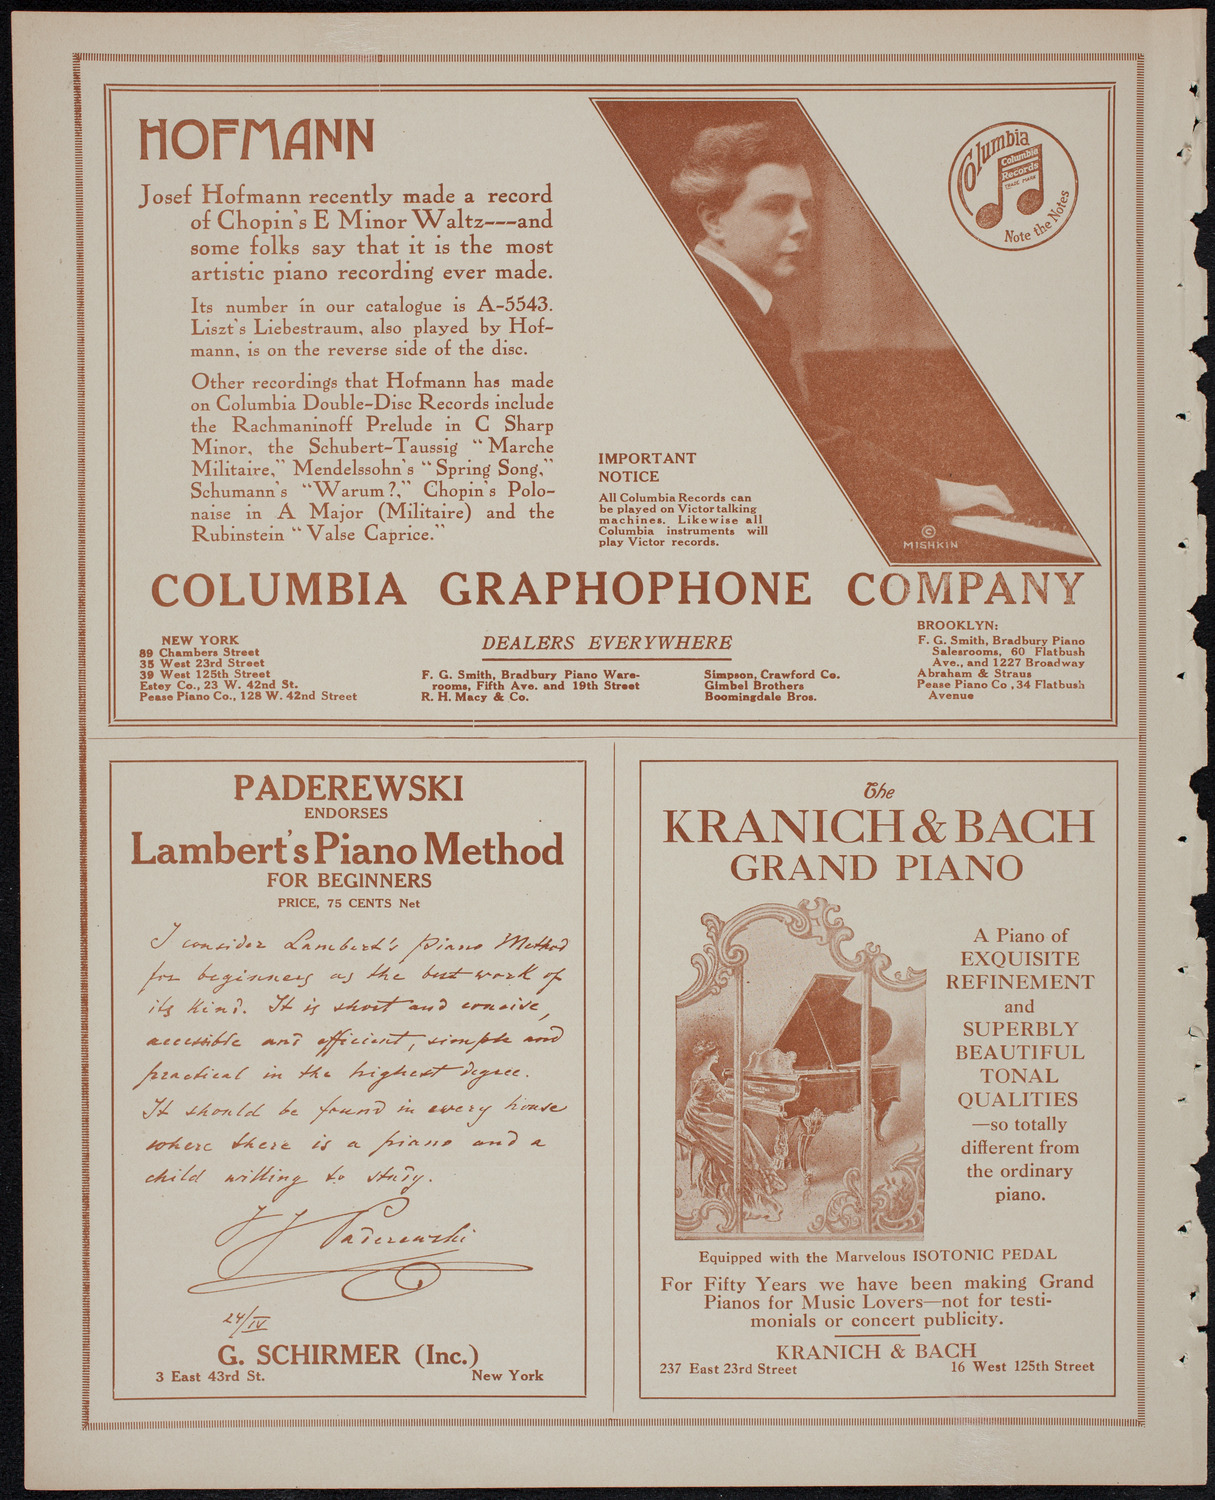 HOFMANN
Josef Hofmann recently made a record
of Chopin's E Minor Waltz---and
some folks say that it is the most
artistic piano recording ever made.
Its number in our catalogue is A-5543.
Liszt's Liebestraum, also played by Hof-
mann, is on the reverse side of the disc.
Other recordings that Hofmann has made
on Columbia Double-Disc Records include
the Rachmaninoff Prelude in C Sharp
Minor, the Schubert-Taussig "Marche
Militaire," Mendelssohn's "Spring Song,"
Schumann's "Warum?," Chopin's Polo-
naise in A Major (Militaire) and the
Rubinstein "Valse Caprice."
Columbia
Columbia
Records
TRADE MARK
Note the Notes
IMPORTANT
NOTICE
All Columbia Records can
be played on Victor talking
machines. Likewise all
Columbia instruments will
play Victor records.
©
MISHKIN
COLUMBIA GRAPHOPHONE COMPANY
NEW YORK
89 Chambers Street
35 West 23rd Street
39 West 125th Street
Estey Co., 23 W. 42nd St.
Pease Piano Co., 128 W. 42nd Street
DEALERS EVERYWHERE
F. G. Smith, Bradbury Piano Ware-
rooms, Fifth Ave. and 19th Street
R. H. Macy & Co.
Simpson, Crawford Co.
Gimbel Brothers
Boomingdale Bros.
BROOKLYN:
F. G. Smith, Bradbury Piano
Salesrooms, 60 Flatbush
Ave., and 1227 Broadway
Abraham & Straus
Pease Piano Co., 34 Flatbush
Avenue
PADEREWSKI
ENDORSES
Lambert's Piano Method
FOR BEGINNERS
PRICE, 75 CENTS Net
I consider Lambert's piano Method
for beginners as the best work of
its kind. It is short and concise,
accessible and efficient, simple and
practical in the highest degree.
It should be found in every house
where there is a piano and a
child willing to study.
I J Paderewski
24/IV
G. SCHIRMER (Inc.)
3 East 43rd St. New York
The
KRANICH & BACH
GRAND PIANO
A Piano of
EXQUISITE
REFINEMENT
and
SUPERBLY
BEAUTIFUL
TONAL
QUALITIES
—so totally
different from
the ordinary
piano.
Equipped with the Marvelous ISOTONIC PEDAL
For Fifty Years we have been making Grand
Pianos for Music Lovers—not for testi-
monials or concert publicity.
KRANICH & BACH
237 East 23rd Street 16 West 125th Street